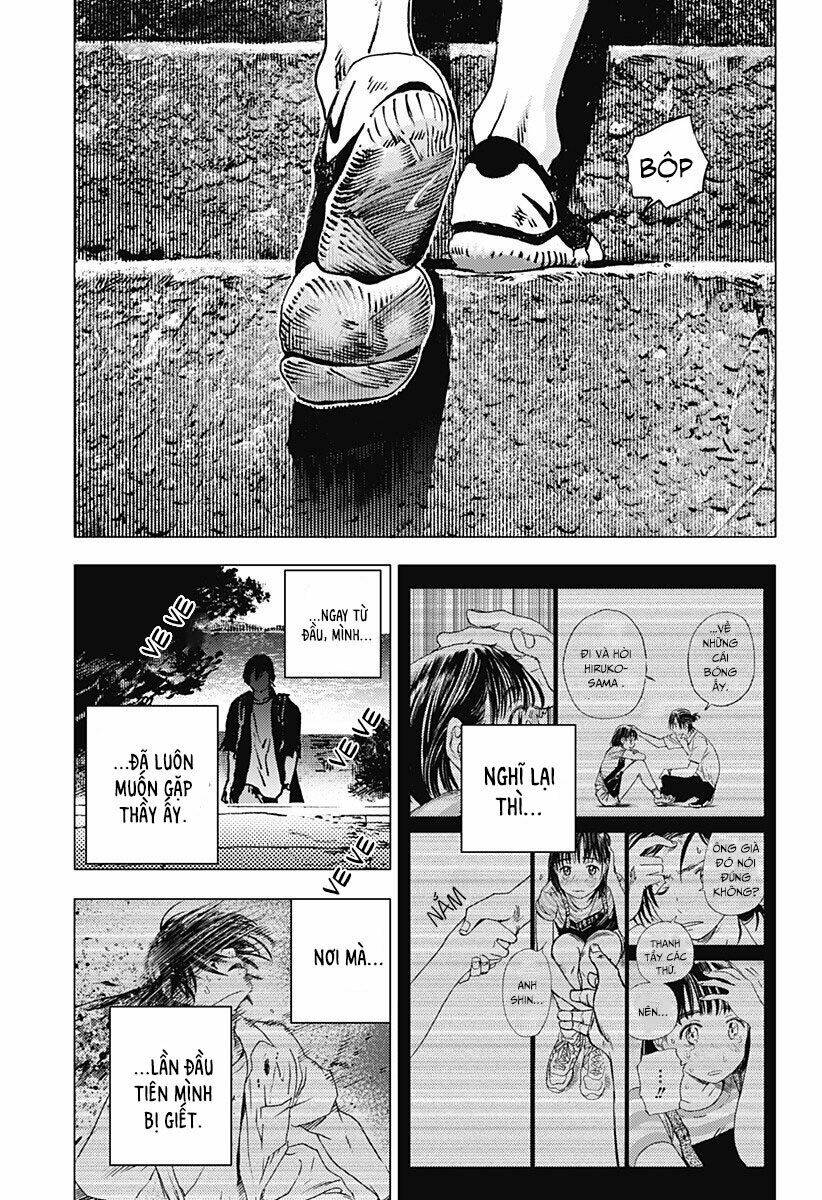 BỘP
...VỀ
NHỮNG
CÁI
BÓNG
ẤY.
ĐI VÀ HỎI
HIRUKO-
SAMA .
NGHĨ LẠI
THÌ...
ÔNG GIÀ
ĐÓ NÓI
ĐÚNG
KHÔNG?
THANH
TẨY CÁC
THỨ.
NÊN...
...!!
NẮM
ANH
SHIN...
...NGAY TỪ
ĐẦU, MÌNH...
VE VE
VE VE
VE VE
...ĐÃ LUÔN
MUỐN GẶP
THẦY ẤY.
NƠI MÀ...
...LẦN ĐẦU
TIÊN MÌNH
BỊ GIẾT.